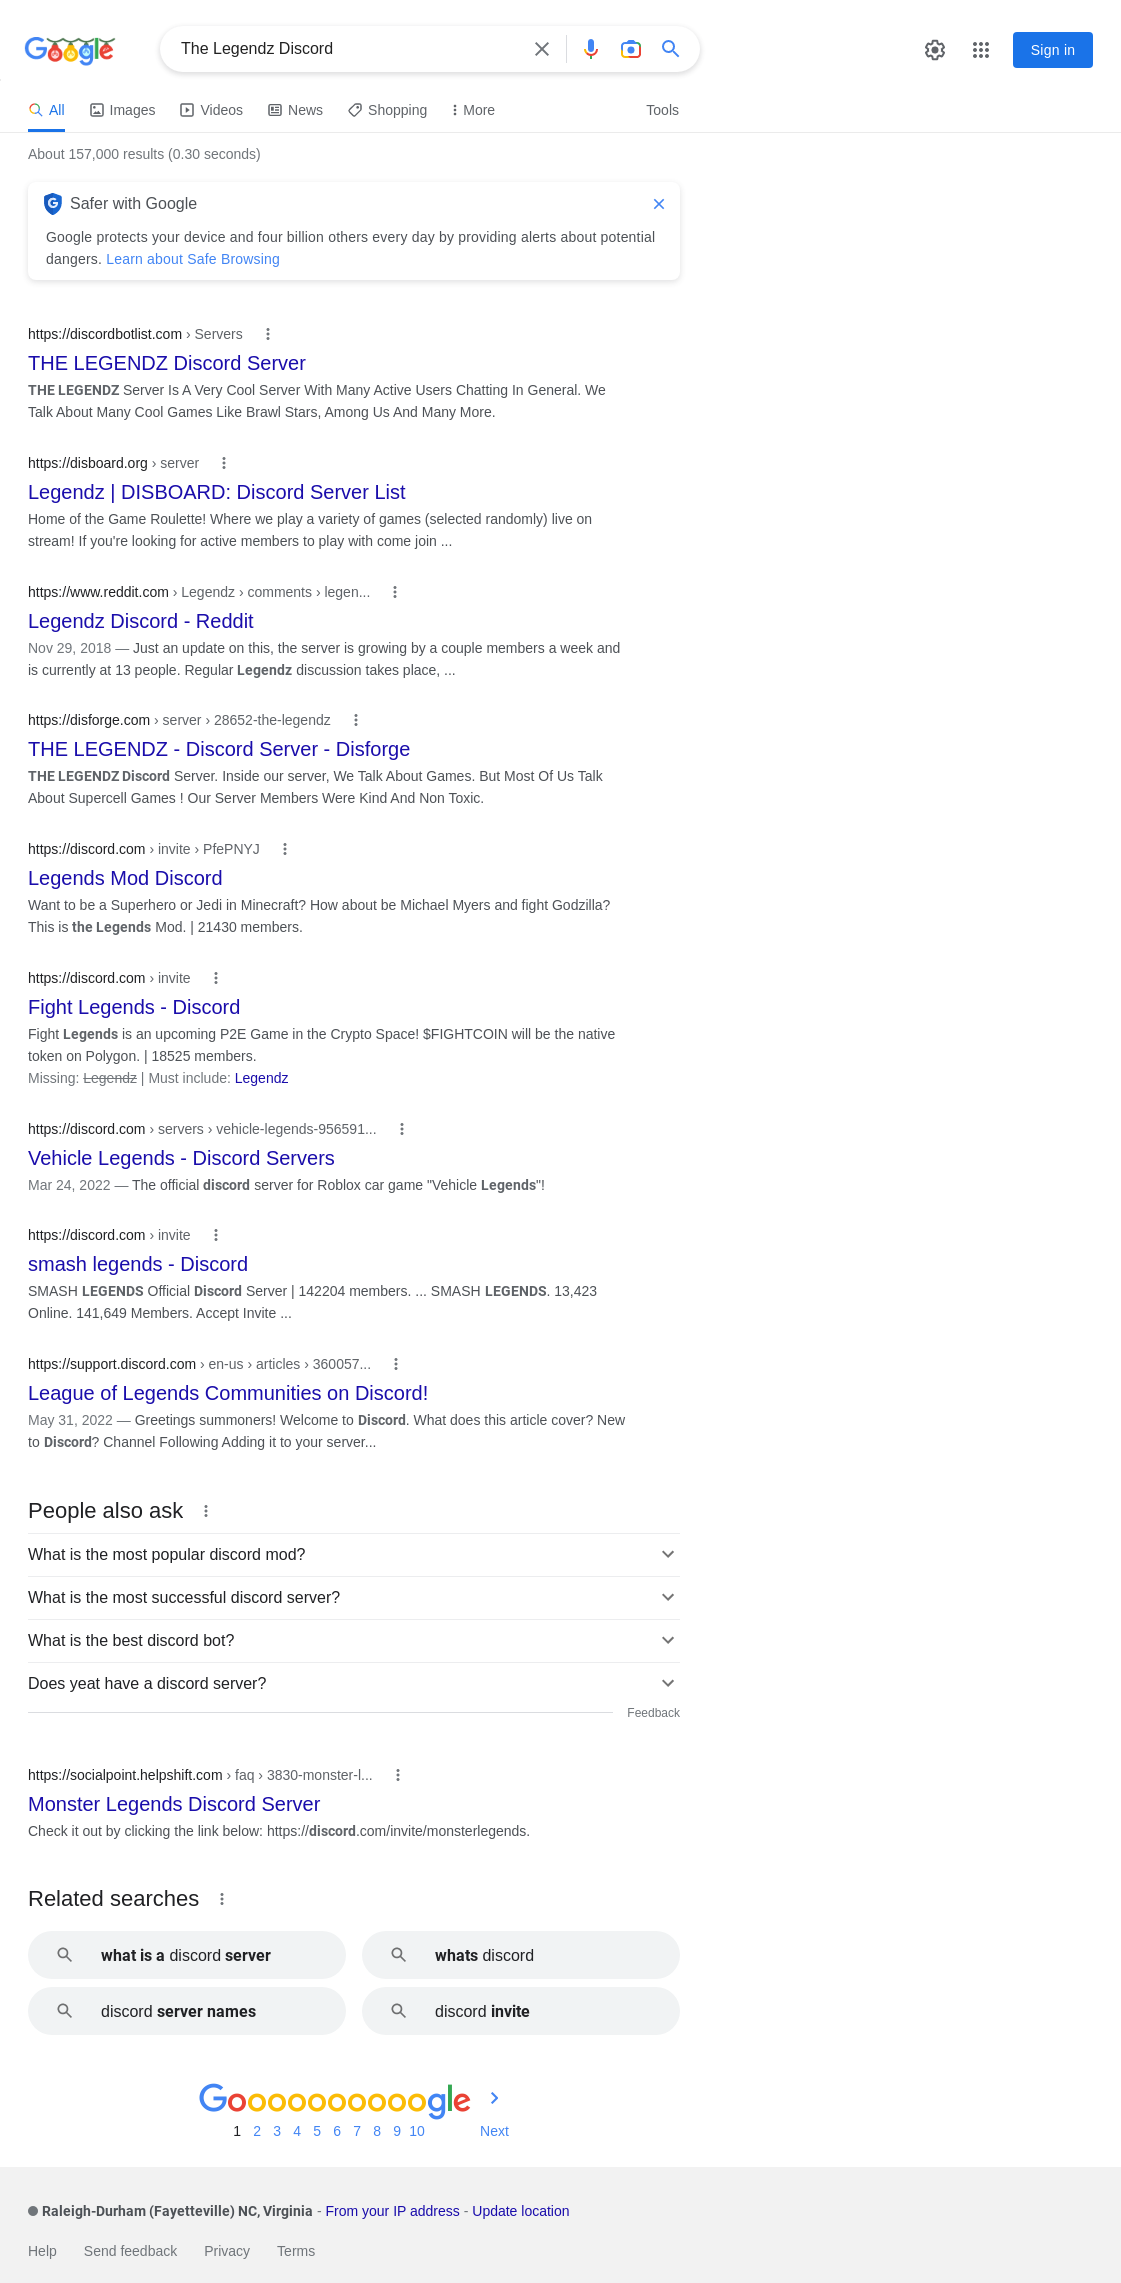 Google
The Legendz Discord
Sign in
All Images Videos News Shopping More Tools
About 157,000 results (0.30 seconds)
Safer with Google
Google protects your device and four billion others every day by providing alerts about potential
dangers. Learn about Safe Browsing
https://discordbotlist.com › Servers
THE LEGENDZ Discord Server
THE LEGENDZ Server Is A Very Cool Server With Many Active Users Chatting In General. We
Talk About Many Cool Games Like Brawl Stars, Among Us And Many More.
https://disboard.org › server
Legendz | DISBOARD: Discord Server List
Home of the Game Roulette! Where we play a variety of games (selected randomly) live on
stream! If you're looking for active members to play with come join ...
https://www.reddit.com › Legendz › comments › legen...
Legendz Discord - Reddit
Nov 29, 2018 — Just an update on this, the server is growing by a couple members a week and
is currently at 13 people. Regular Legendz discussion takes place, ...
https://disforge.com › server › 28652-the-legendz
THE LEGENDZ - Discord Server - Disforge
THE LEGENDZ Discord Server. Inside our server, We Talk About Games. But Most Of Us Talk
About Supercell Games ! Our Server Members Were Kind And Non Toxic.
https://discord.com › invite › PfePNYJ
Legends Mod Discord
Want to be a Superhero or Jedi in Minecraft? How about be Michael Myers and fight Godzilla?
This is the Legends Mod. | 21430 members.
https://discord.com › invite
Fight Legends - Discord
Fight Legends is an upcoming P2E Game in the Crypto Space! $FIGHTCOIN will be the native
token on Polygon. | 18525 members.
Missing: Legendz | Must include: Legendz
https://discord.com › servers › vehicle-legends-956591...
Vehicle Legends - Discord Servers
Mar 24, 2022 — The official discord server for Roblox car game "Vehicle Legends"!
https://discord.com › invite
smash legends - Discord
SMASH LEGENDS Official Discord Server | 142204 members. ... SMASH LEGENDS. 13,423
Online. 141,649 Members. Accept Invite ...
https://support.discord.com › en-us › articles › 360057...
League of Legends Communities on Discord!
May 31, 2022 — Greetings summoners! Welcome to Discord. What does this article cover? New
to Discord? Channel Following Adding it to your server...
People also ask
What is the most popular discord mod?
What is the most successful discord server?
What is the best discord bot?
Does yeat have a discord server?
Feedback
https://socialpoint.helpshift.com › faq › 3830-monster-l...
Monster Legends Discord Server
Check it out by clicking the link below: https://discord.com/invite/monsterlegends.
Related searches
what is a discord server
whats discord
discord server names
discord invite
Goooooooooogle
1 2 3 4 5 6 7 8 9 10 Next
Raleigh-Durham (Fayetteville) NC, Virginia - From your IP address - Update location
Help Send feedback Privacy Terms